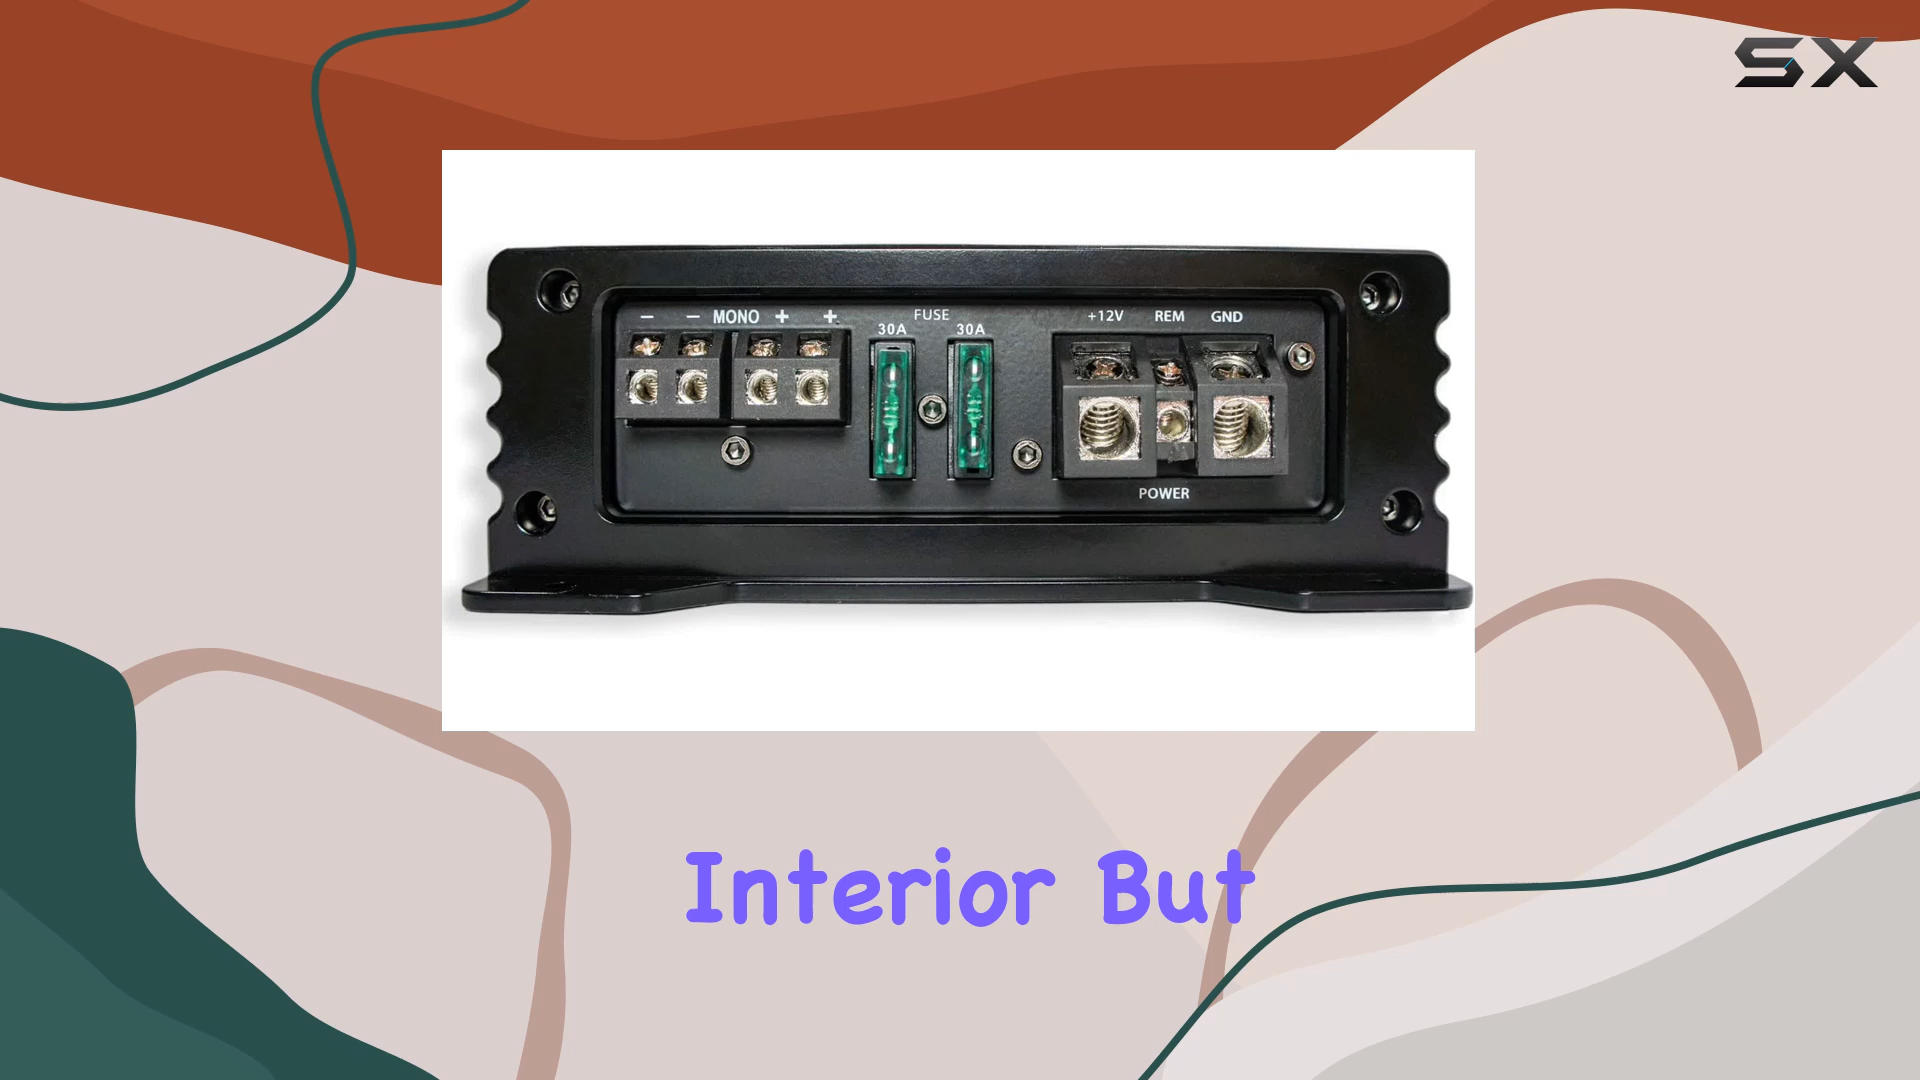 SX
− − MONO + +
FUSE
30A 30A
+12V REM GND
POWER
Interior But